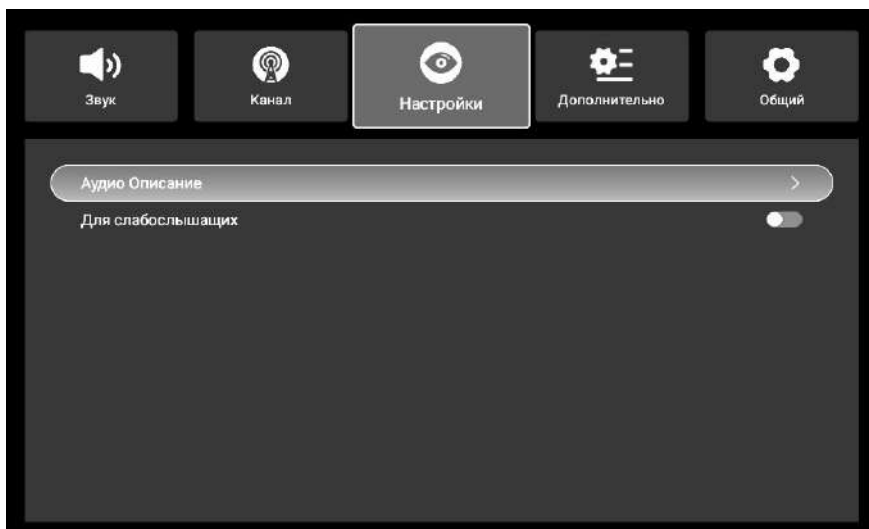 Звук
Канал
Настройки
Дополнительно
Общий
Аудио Описание
Для слабослышащих